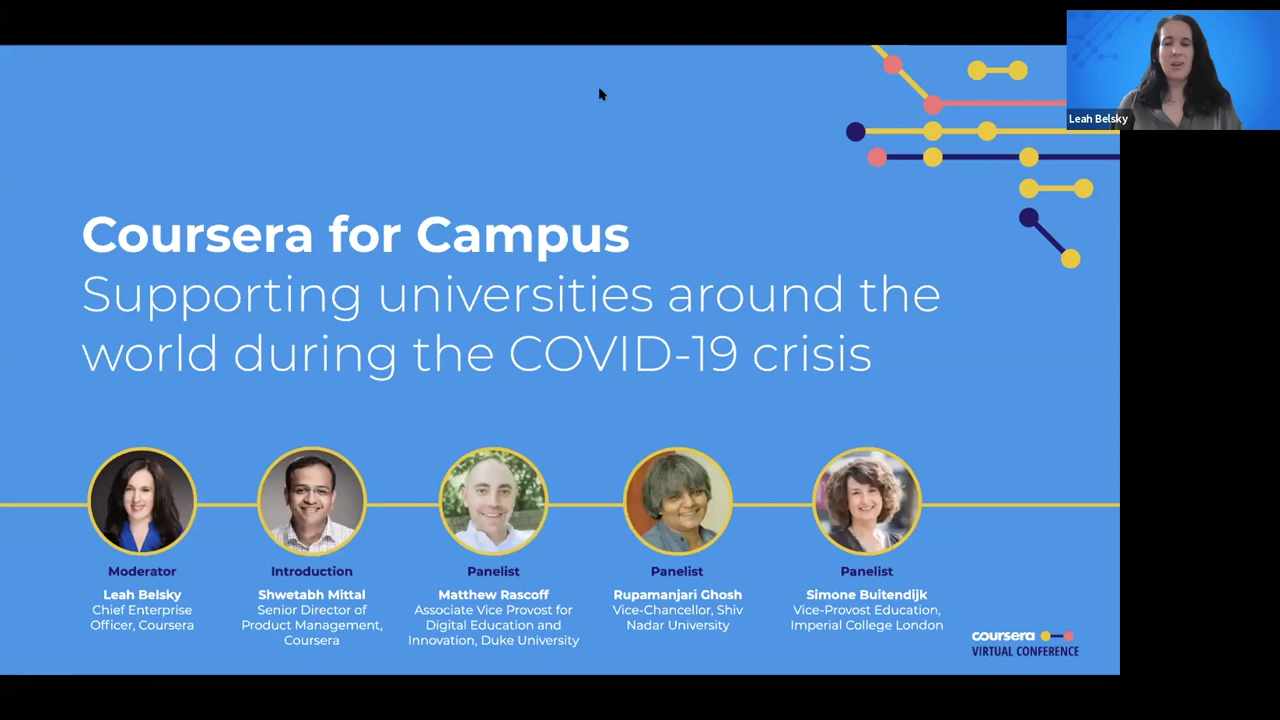 Leah Belsky
Coursera for Campus
Supporting universities around the
world during the COVID-19 crisis
Moderator
Leah Belsky
Chief Enterprise
Officer, Coursera
Introduction
Shwetabh Mittal
Senior Director of
Product Management,
Coursera
Panelist
Matthew Rascoff
Associate Vice Provost for
Digital Education and
Innovation, Duke University
Panelist
Rupamanjari Ghosh
Vice-Chancellor, Shiv
Nadar University
Panelist
Simone Buitendijk
Vice-Provost Education,
Imperial College London
coursera
VIRTUAL CONFERENCE